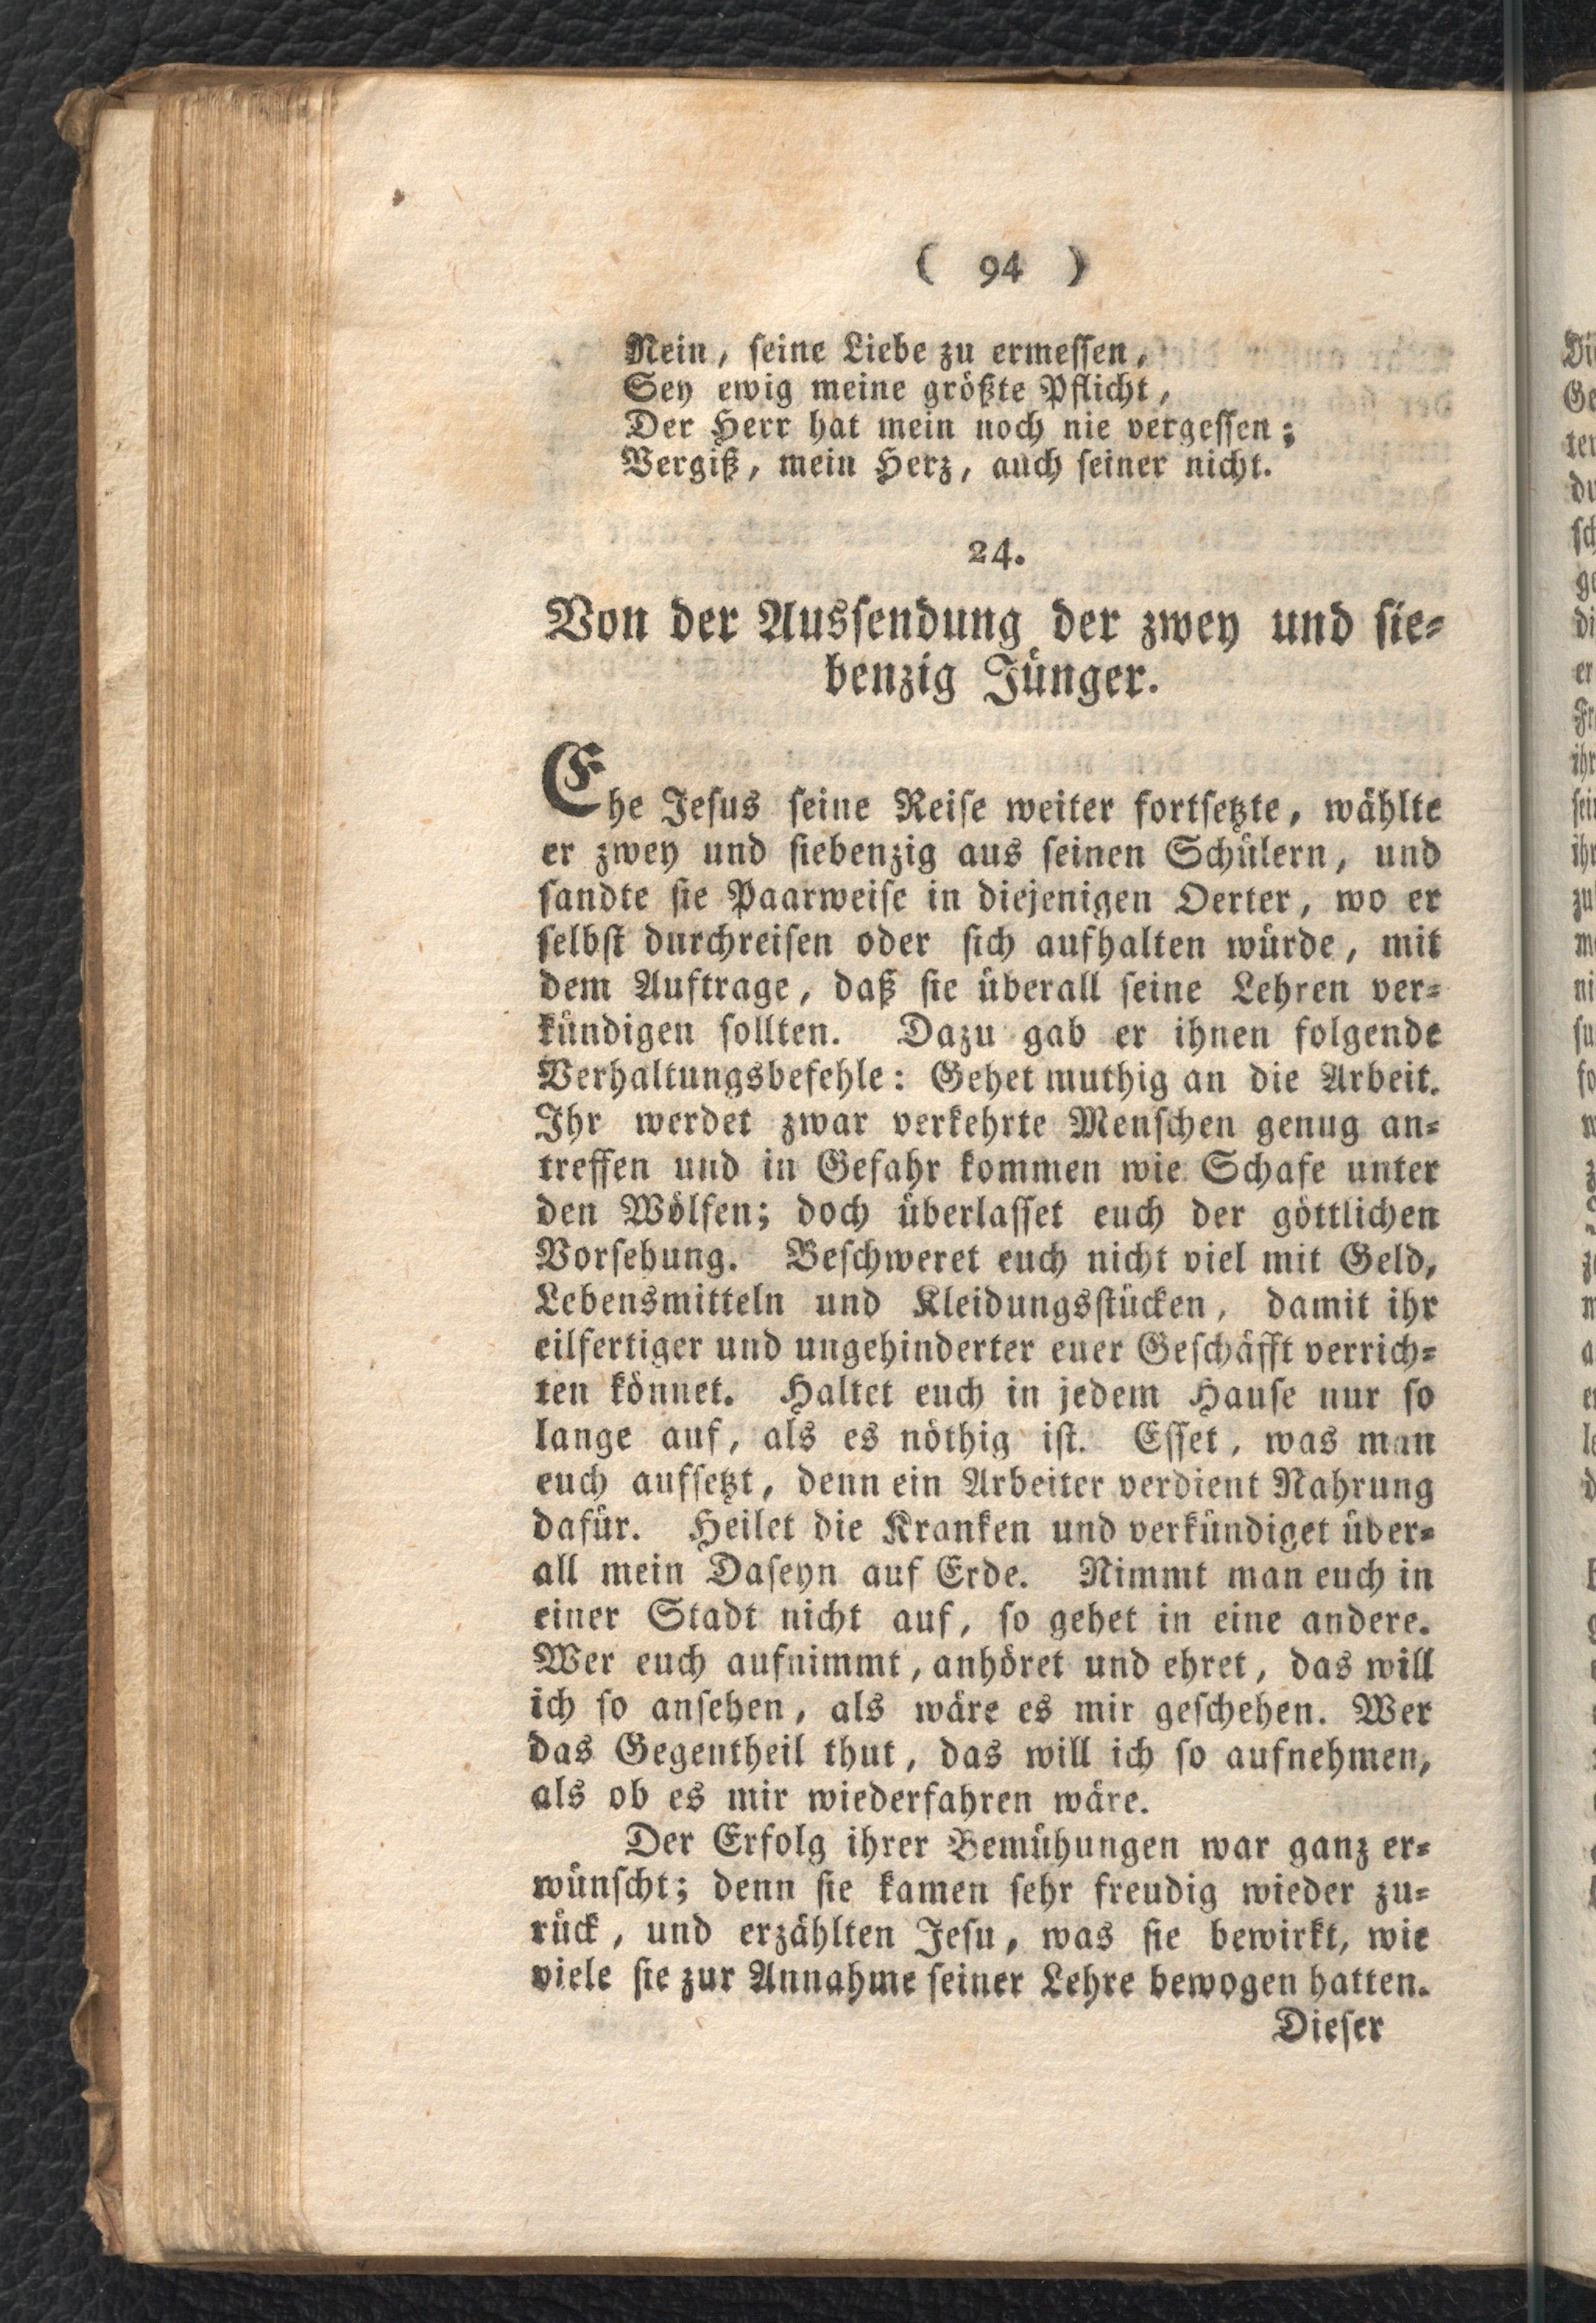 ( 94 )
Nein, seine Liebe zu ermessen,
Sey ewig meine größte Pflicht,
Der Herr hat mein noch nie vergessen;
Vergiß, mein Herz, auch seiner nicht.
24.
Von der Aussendung der zwey und sie-
benzig Jünger.
Ehe Jesus seine Reise weiter fortsetzte, wählte
er zwey und siebenzig aus seinen Schülern, und
sandte sie Paarweise in diejenigen Oerter, wo er
selbst durchreisen oder sich aufhalten würde, mit
dem Auftrage, daß sie überall seine Lehren ver-
kündigen sollten. Dazu gab er ihnen folgende
Verhaltungsbefehle: Gehet muthig an die Arbeit.
Ihr werdet zwar verkehrte Menschen genug an-
treffen und in Gefahr kommen wie Schafe unter
den Wölfen; doch überlasset euch der göttlichen
Vorsehung. Beschweret euch nicht viel mit Geld,
Lebensmitteln und Kleidungsstücken, damit ihr
eilfertiger und ungehinderter euer Geschäfft verrich-
ten könnet. Haltet euch in jedem Hause nur so
lange auf, als es nöthig ist. Esset, was man
euch aufsetzt, denn ein Arbeiter verdient Nahrung
dafür. Heilet die Kranken und verkündiget über-
all mein Daseyn auf Erde. Nimmt man euch in
einer Stadt nicht auf, so gehet in eine andere.
Wer euch aufnimmt, anhöret und ehret, das will
ich so ansehen, als wäre es mir geschehen. Wer
das Gegentheil thut, das will ich so aufnehmen,
als ob es mir wiederfahren wäre.
Der Erfolg ihrer Bemühungen war ganz er-
wünscht; denn sie kamen sehr freudig wieder zu-
rück, und erzählten Jesu, was sie bewirkt, wie
viele sie zur Annahme seiner Lehre bewogen hatten.
Dieser